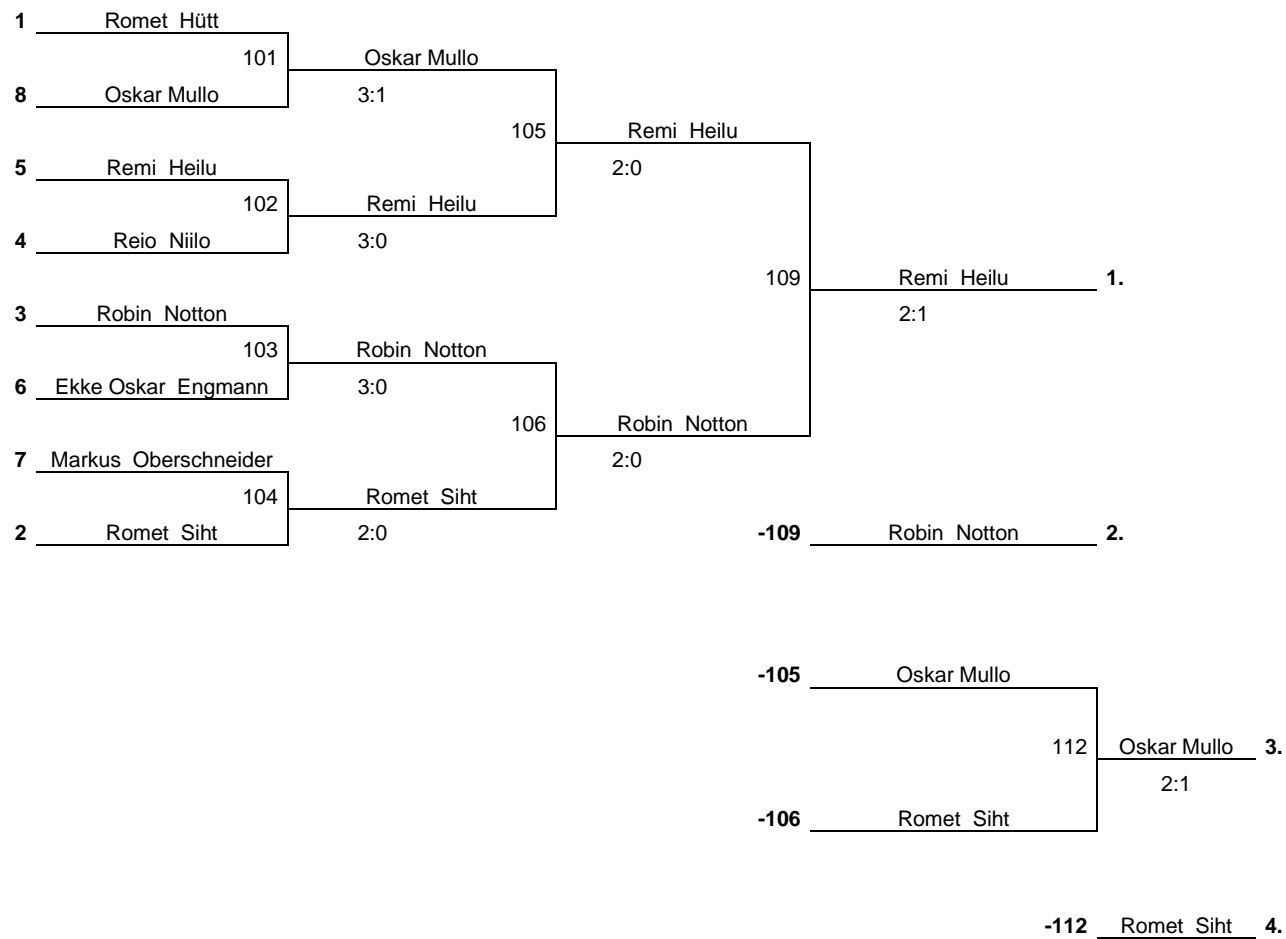 1 Romet Hütt
101 Oskar Mullo
8 Oskar Mullo 3:1
105 Remi Heilu
5 Remi Heilu 2:0
102 Remi Heilu
4 Reio Niilo 3:0
109 Remi Heilu 1.
3 Robin Notton 2:1
103 Robin Notton
6 Ekke Oskar Engmann 3:0
106 Robin Notton
7 Markus Oberschneider 2:0
104 Romet Siht
2 Romet Siht 2:0 -109 Robin Notton 2.
-105 Oskar Mullo
112 Oskar Mullo 3.
2:1
-106 Romet Siht
-112 Romet Siht 4.